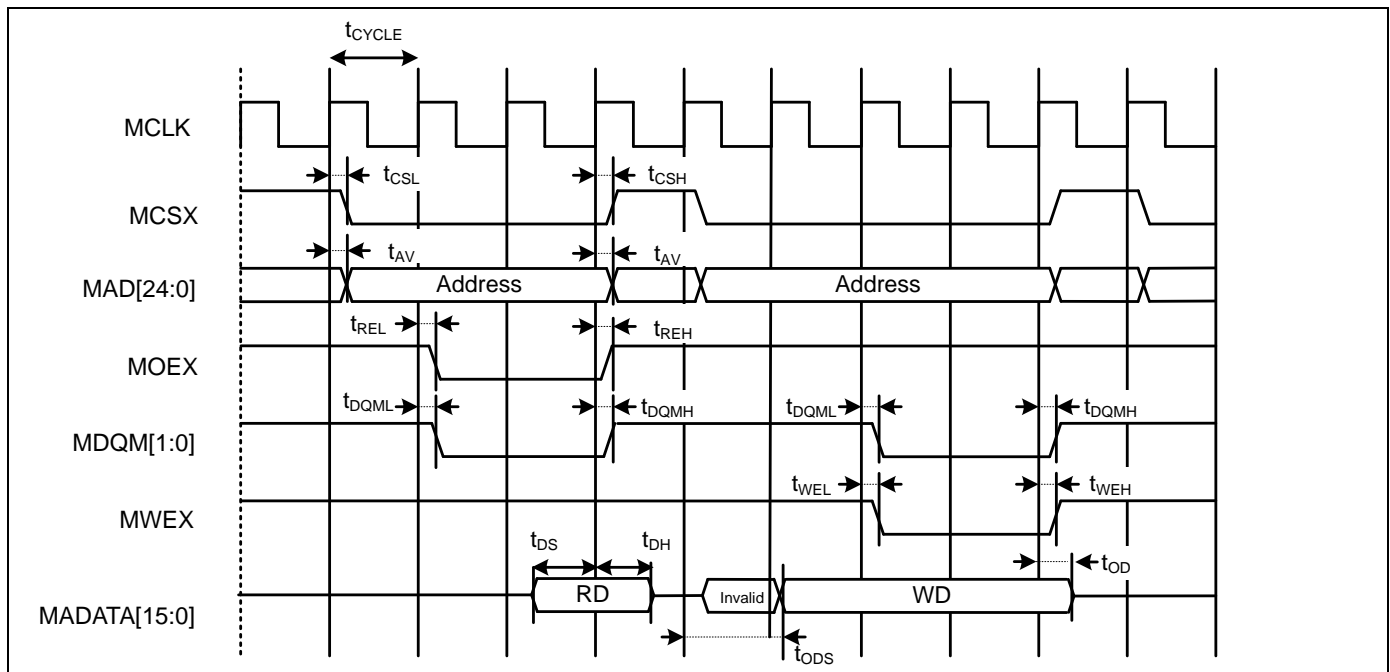 tCYCLE
MCLK
tCSL tCSH
MCSX
tAV tAV
MAD[24:0] Address Address
tREL tREH
MOEX
tDQML tDQMH tDQML tDQMH
MDQM[1:0]
tWEL tWEH
MWEX
tDS tDH
tOD
MADATA[15:0] RD Invalid WD
tODS